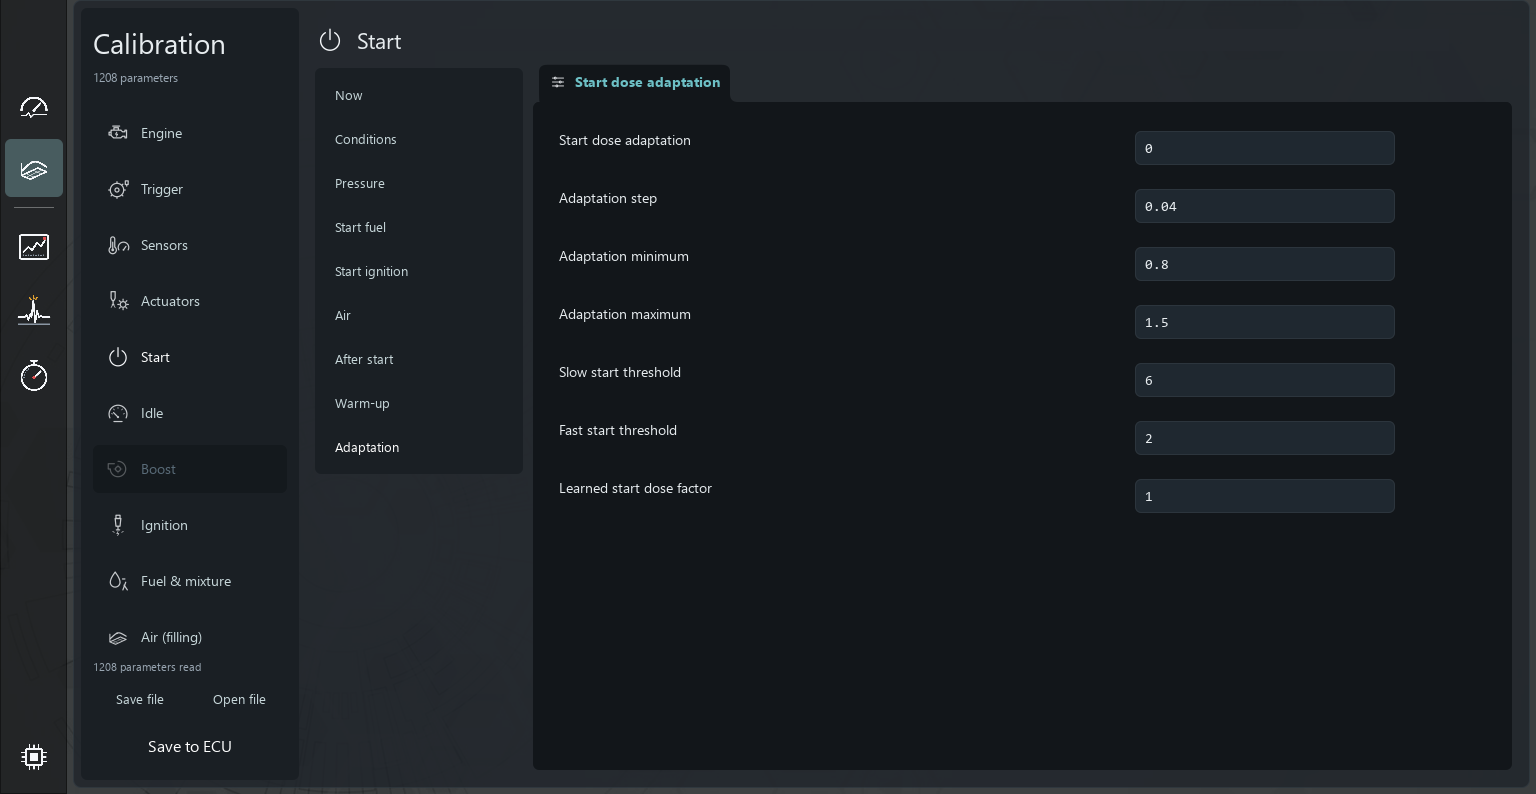 Calibration
1208 parameters
Engine
Trigger
Sensors
Actuators
Start
Idle
Boost
Ignition
Fuel & mixture
Air (filling)
1208 parameters read
Save file
Open file
Save to ECU
Start
Now
Conditions
Pressure
Start fuel
Start ignition
Air
After start
Warm-up
Adaptation
Start dose adaptation
Start dose adaptation 0
Adaptation step 0.04
Adaptation minimum 0.8
Adaptation maximum 1.5
Slow start threshold 6
Fast start threshold 2
Learned start dose factor 1